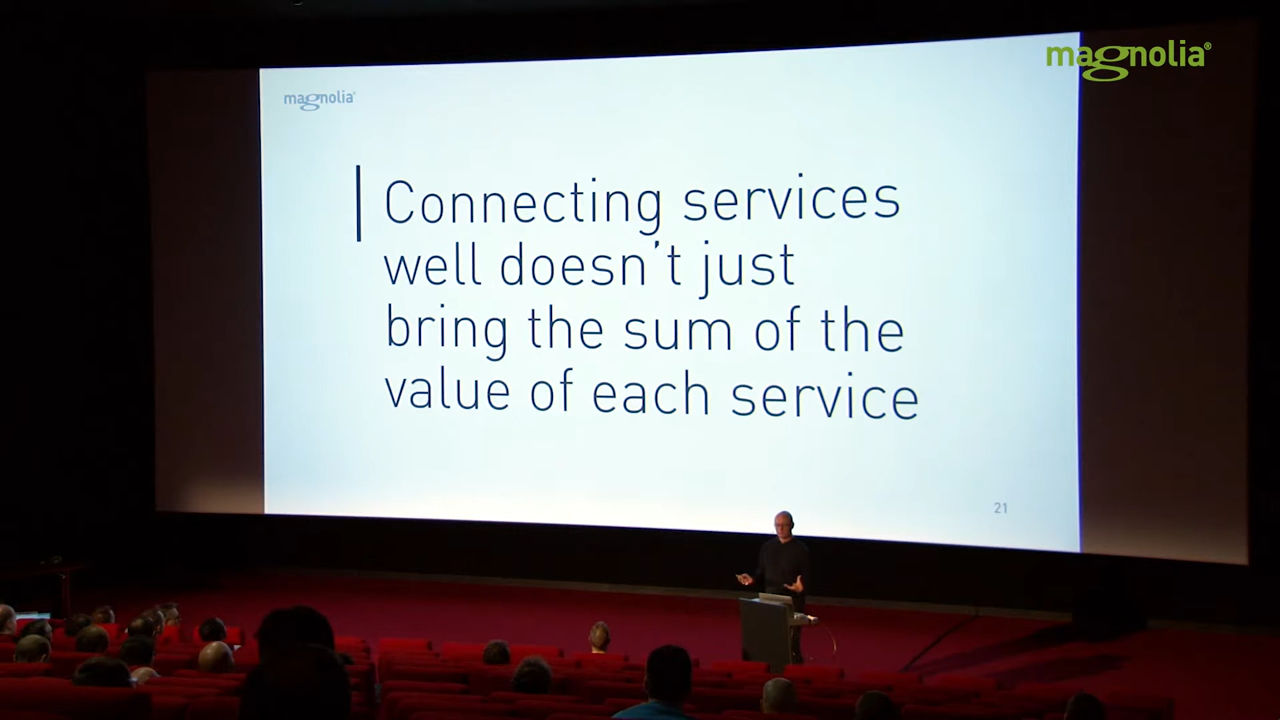 magnolia®
magnolia®
Connecting services
well doesn't just
bring the sum of the
value of each service
21